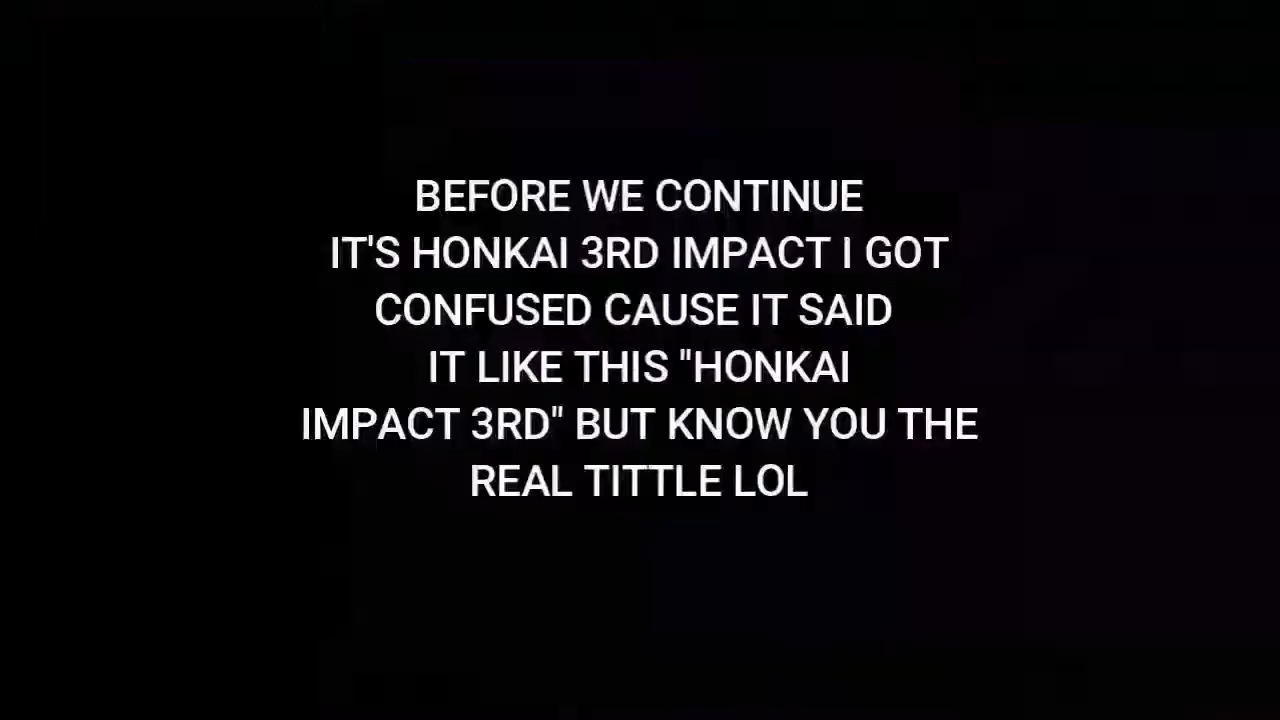 BEFORE WE CONTINUE
IT'S HONKAI 3RD IMPACT I GOT
CONFUSED CAUSE IT SAID
IT LIKE THIS "HONKAI
IMPACT 3RD" BUT KNOW YOU THE
REAL TITTLE LOL